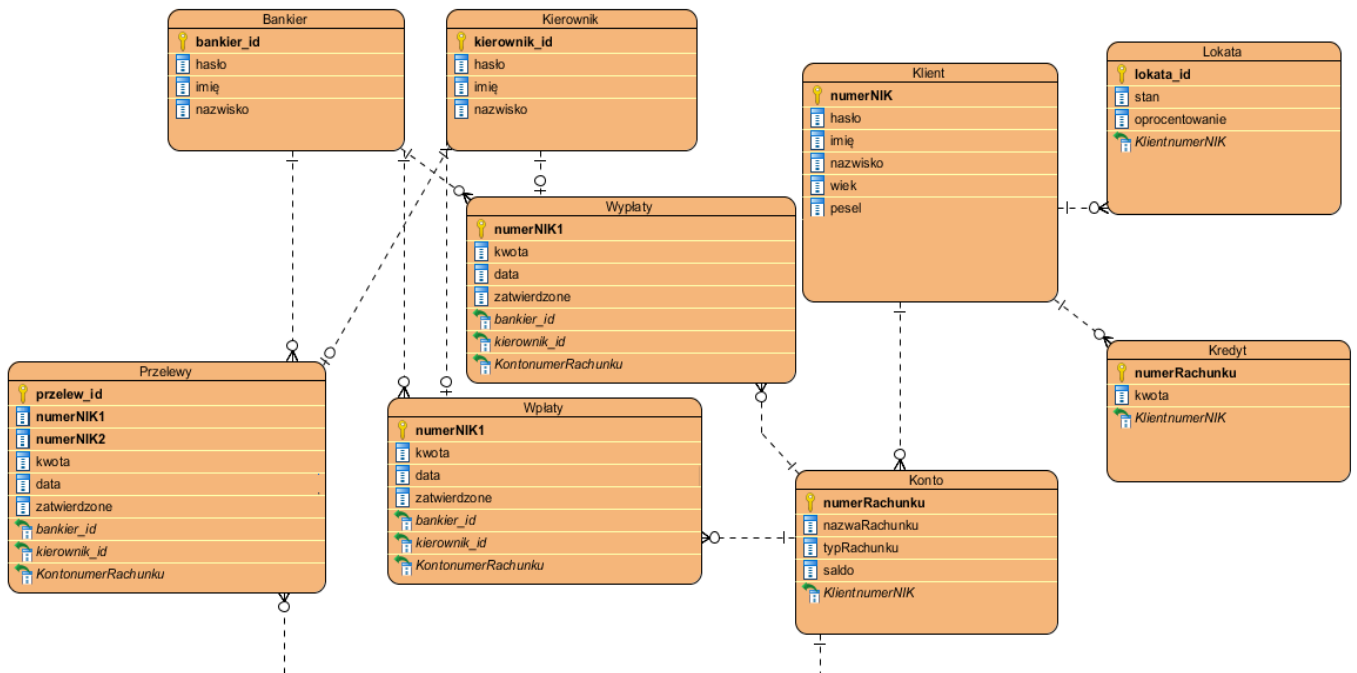 Bankier
bankier_id
hasło
imię
nazwisko
Kierownik
kierownik_id
hasło
imię
nazwisko
Klient
numerNIK
hasło
imię
nazwisko
wiek
pesel
Lokata
lokata_id
stan
oprocentowanie
KlientnumerNIK
Wypłaty
numerNIK1
kwota
data
zatwierdzone
bankier_id
kierownik_id
KontonumerRachunku
Kredyt
numerRachunku
kwota
KlientnumerNIK
Przelewy
przelew_id
numerNIK1
numerNIK2
kwota
data
zatwierdzone
bankier_id
kierownik_id
KontonumerRachunku
Wpłaty
numerNIK1
kwota
data
zatwierdzone
bankier_id
kierownik_id
KontonumerRachunku
Konto
numerRachunku
nazwaRachunku
typRachunku
saldo
KlientnumerNIK